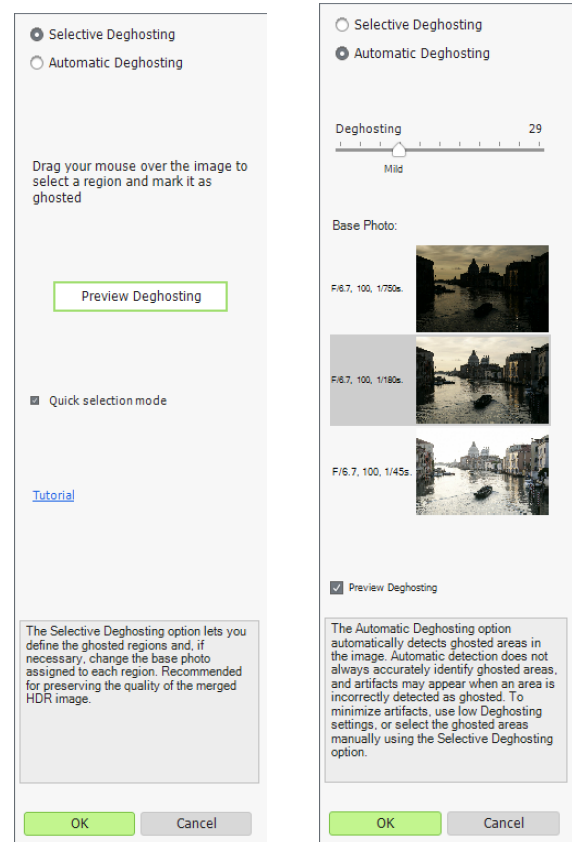 Selective Deghosting
Automatic Deghosting
Drag your mouse over the image to
select a region and mark it as
ghosted
Preview Deghosting
Quick selection mode
Tutorial
The Selective Deghosting option lets you
define the ghosted regions and, if
necessary, change the base photo
assigned to each region. Recommended
for preserving the quality of the merged
HDR image.
OK
Cancel
Selective Deghosting
Automatic Deghosting
Deghosting
29
Mild
Base Photo:
F/6.7, 100, 1/750s.
F/6.7, 100, 1/180s.
F/6.7, 100, 1/45s.
Preview Deghosting
The Automatic Deghosting option
automatically detects ghosted areas in
the image. Automatic detection does not
always accurately identify ghosted areas,
and artifacts may appear when an area is
incorrectly detected as ghosted. To
minimize artifacts, use low Deghosting
settings, or select the ghosted areas
manually using the Selective Deghosting
option.
OK
Cancel